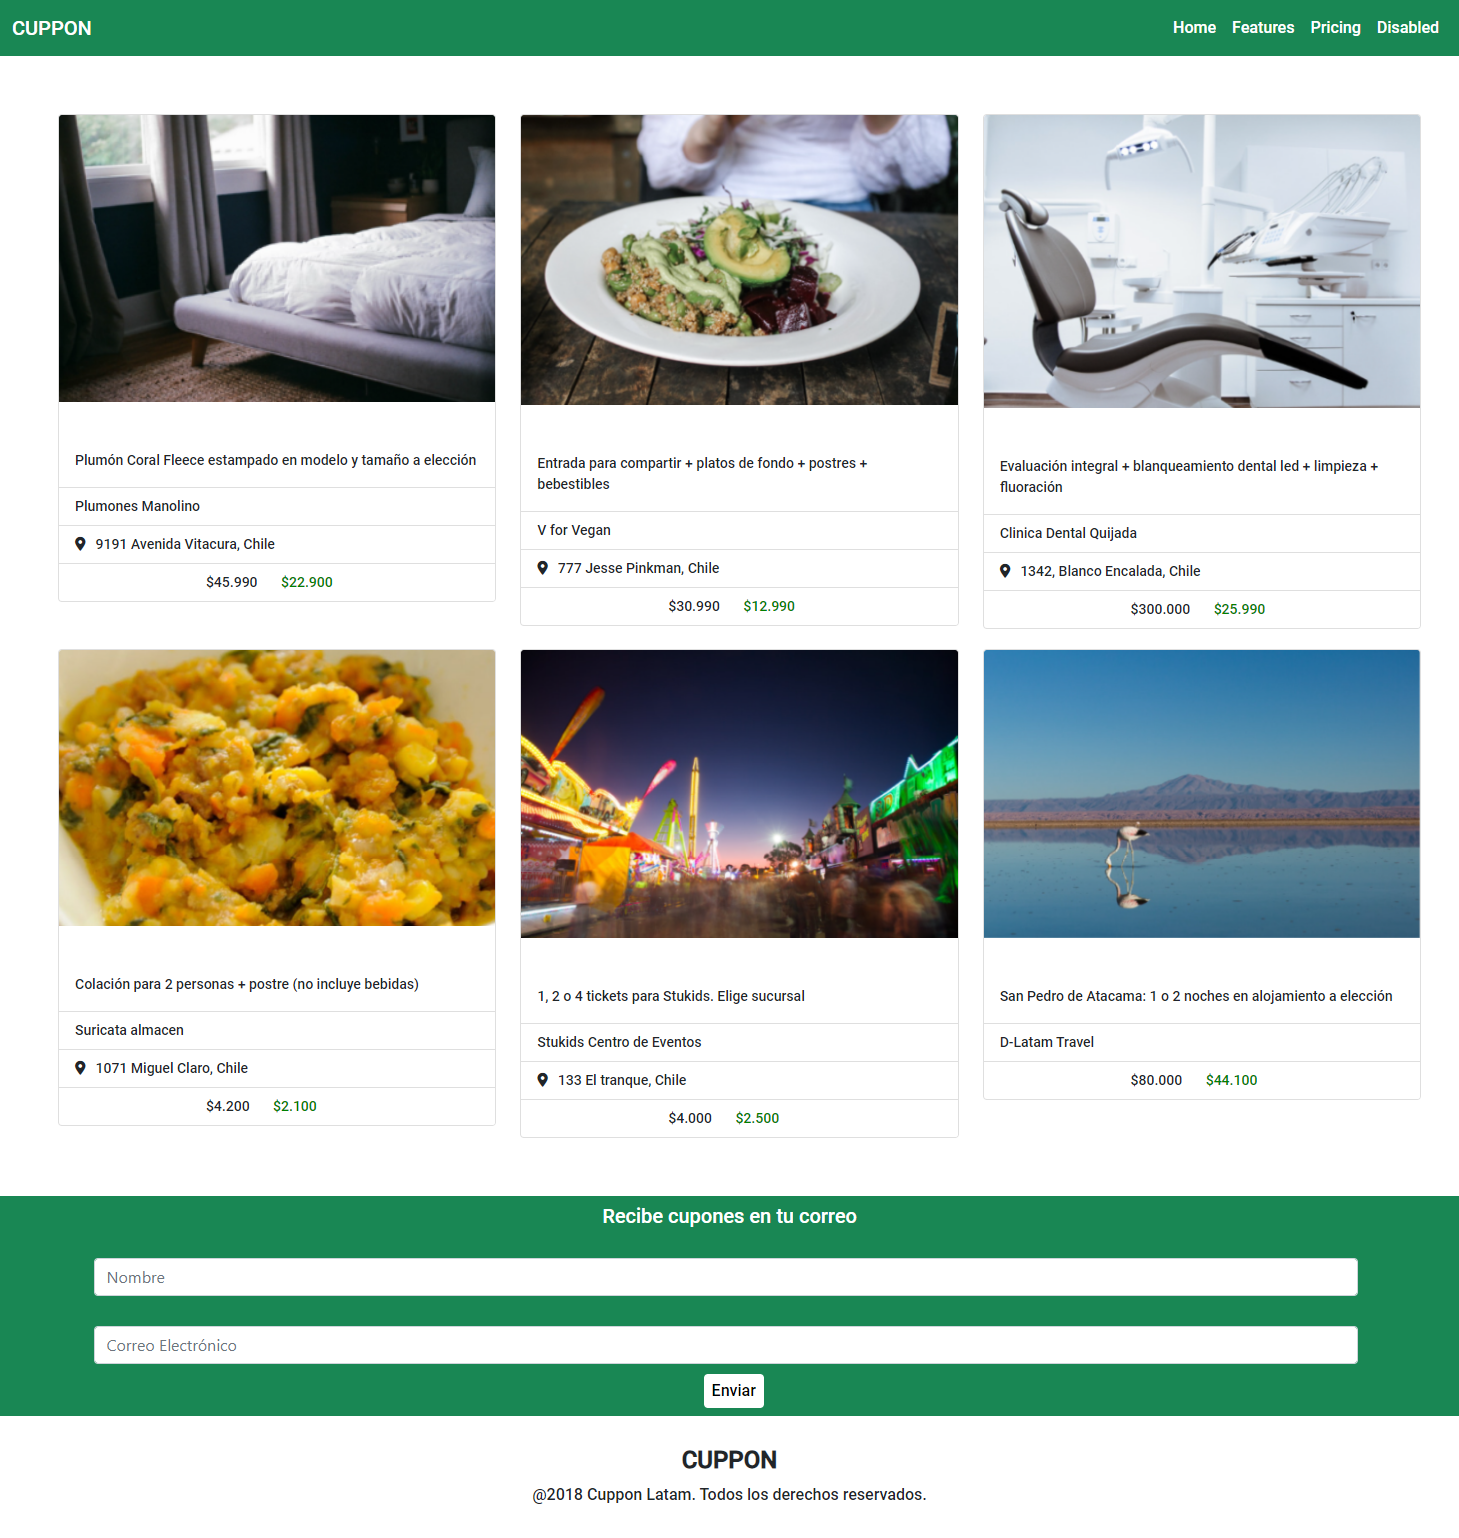 CUPPON
Home Features Pricing Disabled
Plumón Coral Fleece estampado en modelo y tamaño a elección
Plumones Manolino
9191 Avenida Vitacura, Chile
$45.990 $22.900
Entrada para compartir + platos de fondo + postres +
bebestibles
V for Vegan
777 Jesse Pinkman, Chile
$30.990 $12.990
Evaluación integral + blanqueamiento dental led + limpieza +
fluoración
Clinica Dental Quijada
1342, Blanco Encalada, Chile
$300.000 $25.990
Colación para 2 personas + postre (no incluye bebidas)
Suricata almacen
1071 Miguel Claro, Chile
$4.200 $2.100
1, 2 o 4 tickets para Stukids. Elige sucursal
Stukids Centro de Eventos
133 El tranque, Chile
$4.000 $2.500
San Pedro de Atacama: 1 o 2 noches en alojamiento a elección
D-Latam Travel
$80.000 $44.100
Recibe cupones en tu correo
Nombre
Correo Electrónico
Enviar
CUPPON
@2018 Cuppon Latam. Todos los derechos reservados.